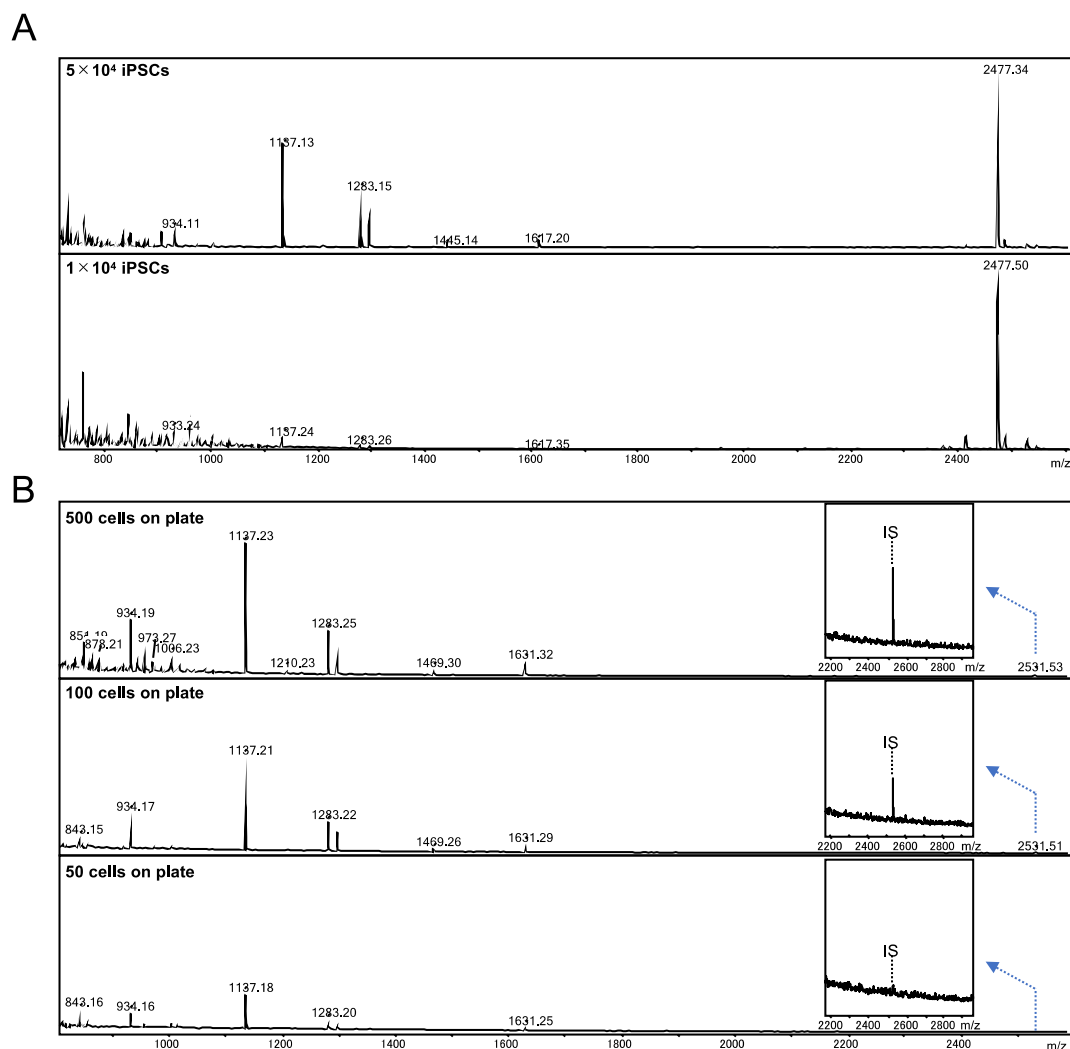 A
5×10⁴ iPSCs
2477.34
1137.13
1283.15
934.11
1445.14
1617.20
1×10⁴ iPSCs
2477.50
933.24
1137.24
1283.26
1617.35
800 1000 1200 1400 1600 1800 2000 2200 2400 m/z
B
500 cells on plate
1137.23
IS
934.19
1283.25
973.27
878.21
1006.23
1210.23
1469.30
1631.32
2200 2400 2600 2800 m/z
2531.53
100 cells on plate
IS
1137.21
934.17
1283.22
843.15
1469.26
1631.29
2200 2400 2600 2800 m/z
2531.51
50 cells on plate
IS
1137.18
843.16
934.16
1283.20
1631.25
2200 2400 2600 2800 m/z
1000 1200 1400 1600 1800 2000 2200 m/z